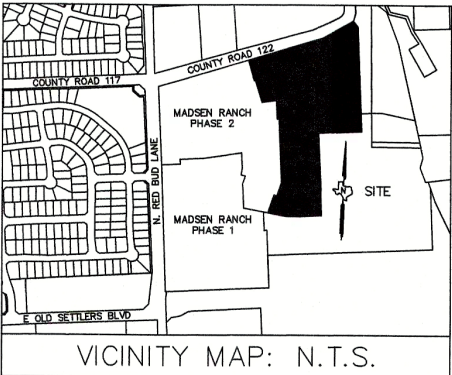 COUNTY ROAD 122
COUNTY ROAD 117
MADSEN RANCH
PHASE 2
N. RED BUD LANE
N
SITE
MADSEN RANCH
PHASE 1
E OLD SETTLERS BLVD
VICINITY MAP: N.T.S.